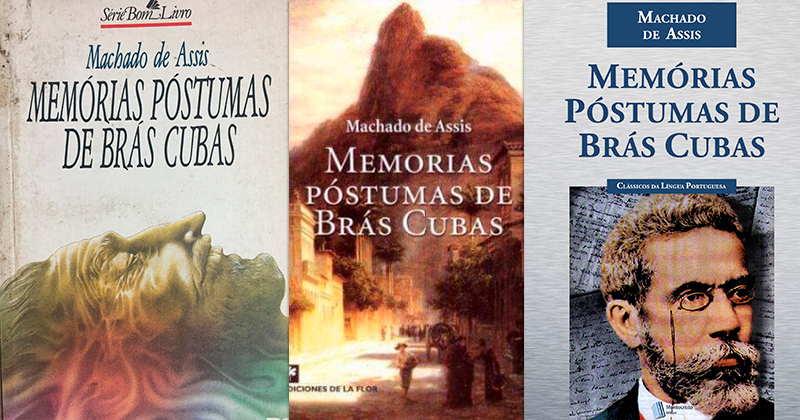 Série Bom Livro
Machado de Assis
MEMÓRIAS PÓSTUMAS
DE BRÁS CUBAS
Machado de Assis
MEMORIAS
PÓSTUMAS DE
BRÁS CUBAS
EDICIONES DE LA FLOR
MACHADO
DE ASSIS
MEMÓRIAS
PÓSTUMAS DE
BRÁS CUBAS
CLÁSSICOS DA LÍNGUA PORTUGUESA
Montecristo